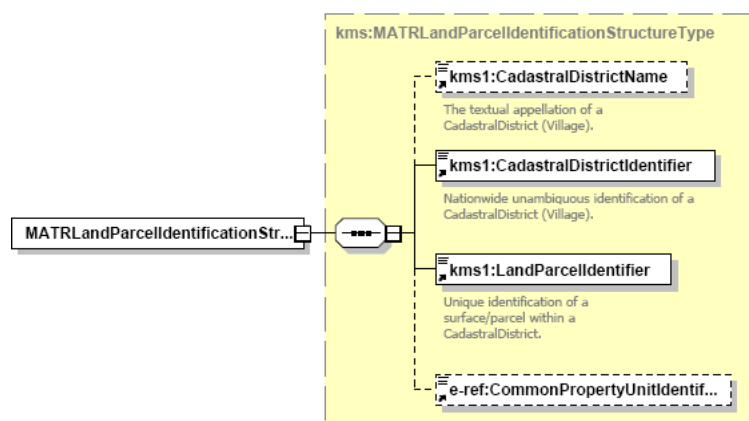 kms:MATRLandParcelIdentificationStructureType
kms1:CadastralDistrictName
The textual appellation of a
CadastralDistrict (Village).
kms1:CadastralDistrictIdentifier
Nationwide unambiquous identification of a
CadastralDistrict (Village).
MATRLandParcelIdentificationStr...
kms1:LandParcelIdentifier
Unique identification of a
surface/parcel within a
CadastralDistrict.
e-ref:CommonPropertyUnitIdentif...